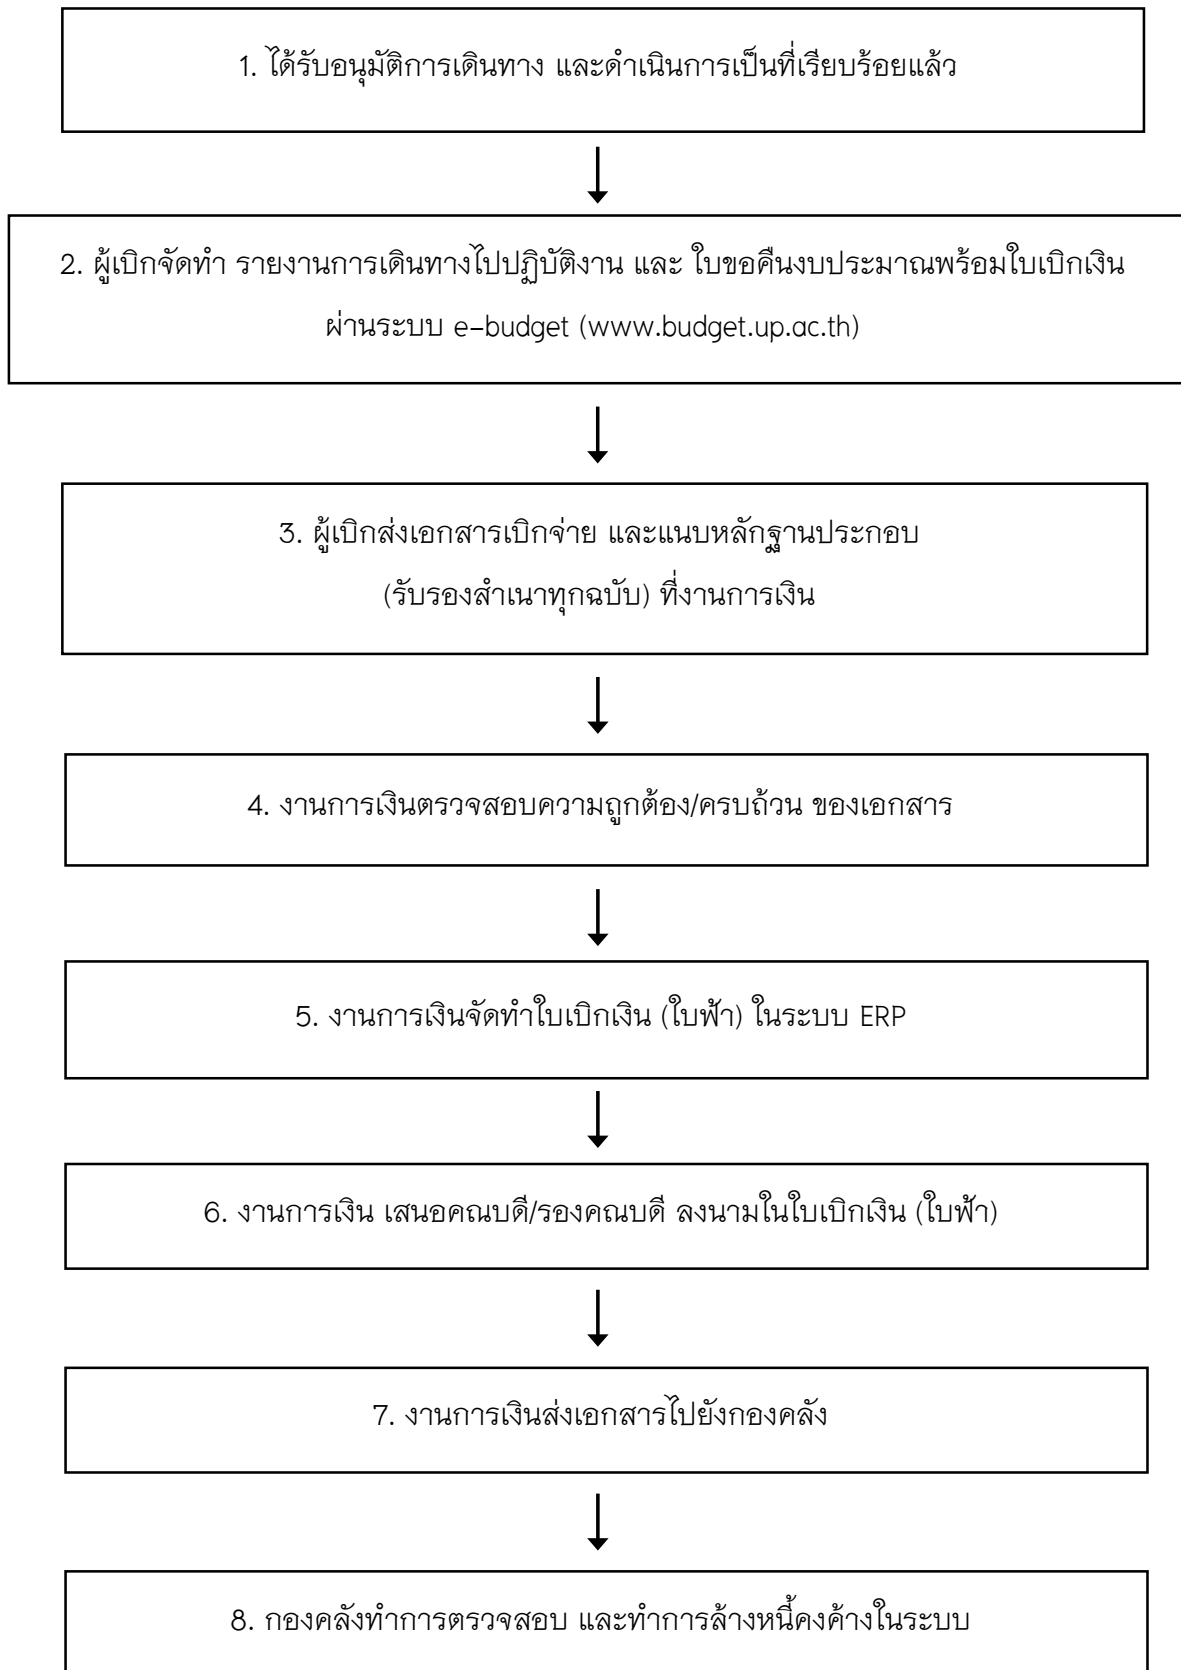 1. ได้รับอนุมัติการเดินทาง และดำเนินการเป็นที่เรียบร้อยแล้ว
2. ผู้เบิกจัดทำ รายงานการเดินทางไปปฏิบัติงาน และ ใบขอคืนงบประมาณพร้อมใบเบิกเงิน
ผ่านระบบ e-budget (www.budget.up.ac.th)
3. ผู้เบิกส่งเอกสารเบิกจ่าย และแนบหลักฐานประกอบ
(รับรองสำเนาทุกฉบับ) ที่งานการเงิน
4. งานการเงินตรวจสอบความถูกต้อง/ครบถ้วน ของเอกสาร
5. งานการเงินจัดทำใบเบิกเงิน (ใบฟ้า) ในระบบ ERP
6. งานการเงิน เสนอคณบดี/รองคณบดี ลงนามในใบเบิกเงิน (ใบฟ้า)
7. งานการเงินส่งเอกสารไปยังกองคลัง
8. กองคลังทำการตรวจสอบ และทำการล้างหนี้คงค้างในระบบ